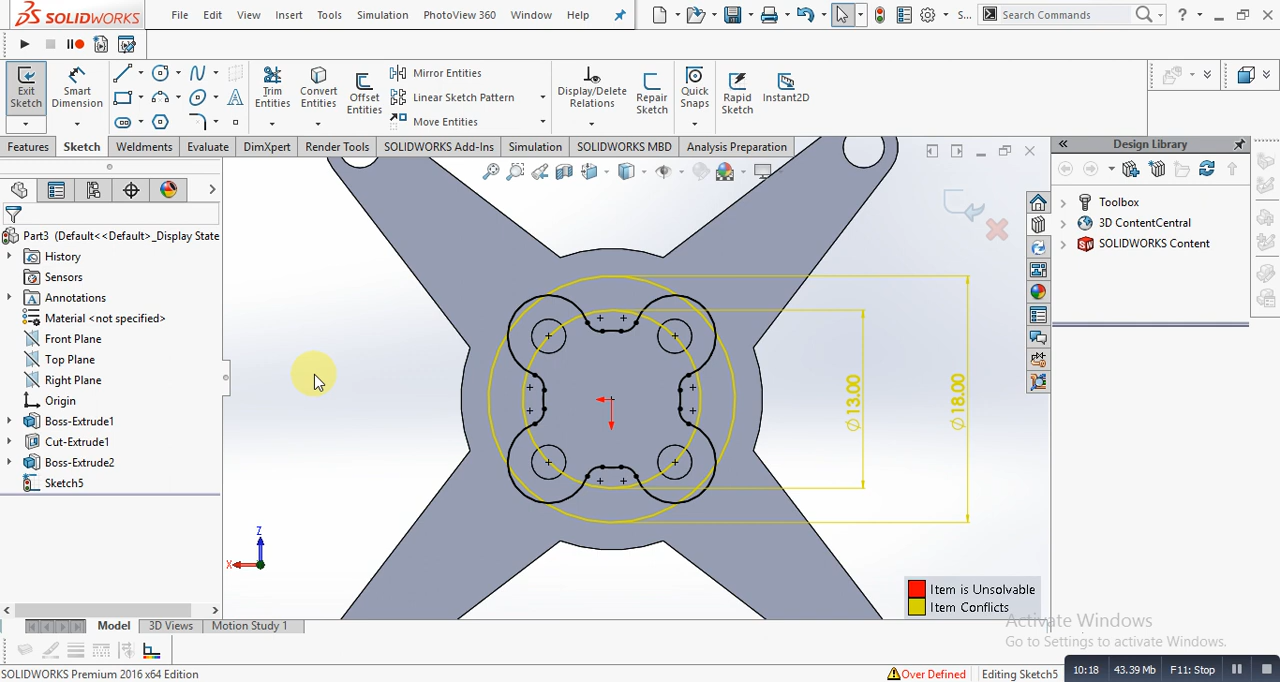 SOLIDWORKS
File Edit View Insert Tools Simulation PhotoView 360 Window Help
S... Search Commands ?
Exit Sketch
Smart Dimension
Trim Entities
Convert Entities
Offset Entities
Mirror Entities
Linear Sketch Pattern
Move Entities
Display/Delete Relations
Repair Sketch
Quick Snaps
Rapid Sketch
Instant2D
Features Sketch Weldments Evaluate DimXpert Render Tools SOLIDWORKS Add-Ins Simulation SOLIDWORKS MBD Analysis Preparation
Design Library
Toolbox
3D ContentCentral
SOLIDWORKS Content
Part3 (Default<<Default>_Display State
History
Sensors
Annotations
Material <not specified>
Front Plane
Top Plane
Right Plane
Origin
Boss-Extrude1
Cut-Extrude1
Boss-Extrude2
Sketch5
Ø13.00
Ø18.00
Z
X
Item is Unsolvable
Item Conflicts
Activate Windows
Go to Settings to activate Windows.
Model 3D Views Motion Study 1
SOLIDWORKS Premium 2016 x64 Edition
Over Defined Editing Sketch5
10:18 43.39 Mb F11: Stop